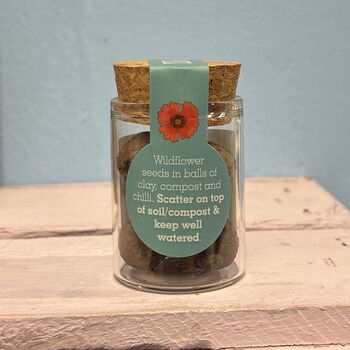 Wildflower
seeds in balls of
clay, compost and
chilli. Scatter on top
of soil/compost &
keep well
watered.